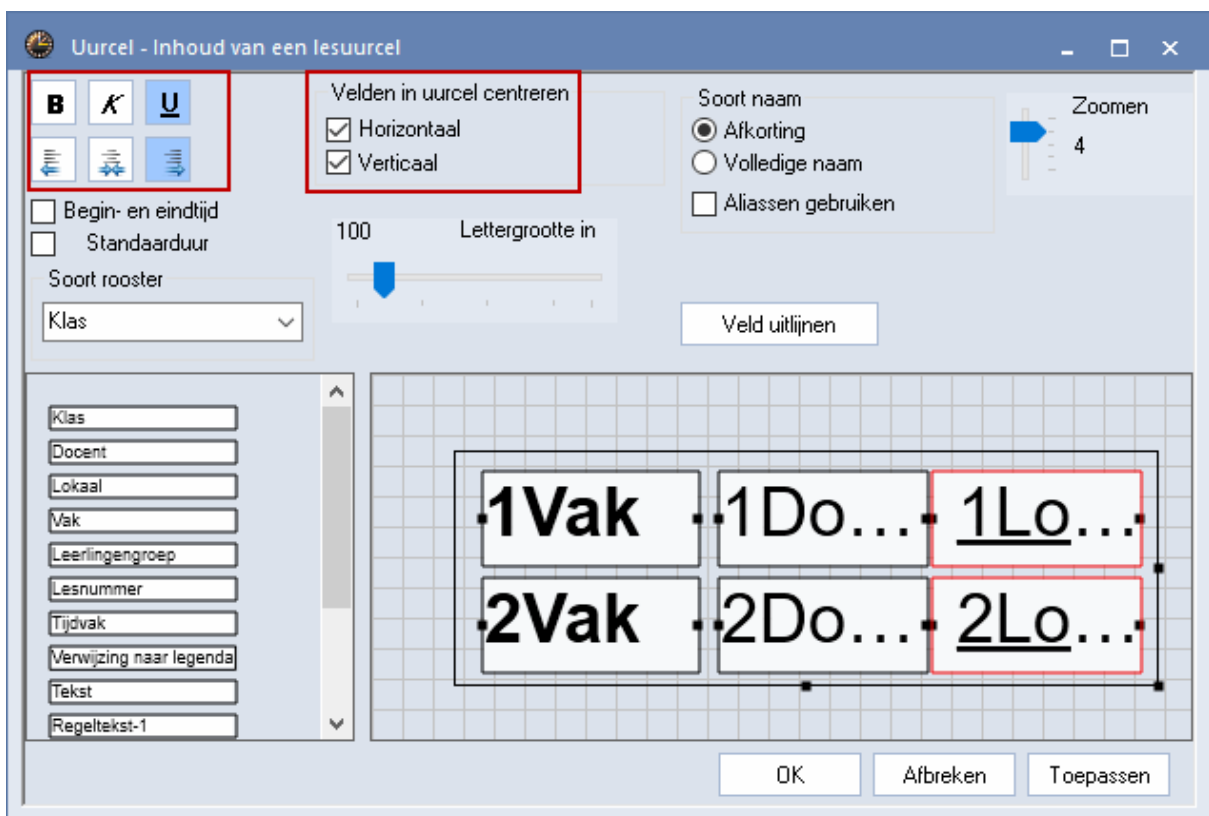 Uurcel - Inhoud van een lesuurcel
B K U
Velden in uurcel centreren
Horizontaal
Verticaal
Soort naam
Afkorting
Volledige naam
Aliassen gebruiken
Zoomen
4
Begin- en eindtijd
Standaarduur
Soort rooster
Klas
100 Lettergrootte in
Veld uitlijnen
Klas
Docent
Lokaal
Vak
Leerlingengroep
Lesnummer
Tijdvak
Verwijzing naar legenda
Tekst
Regeltekst-1
1Vak 1Do... 1Lo...
2Vak 2Do... 2Lo...
OK Afbreken Toepassen